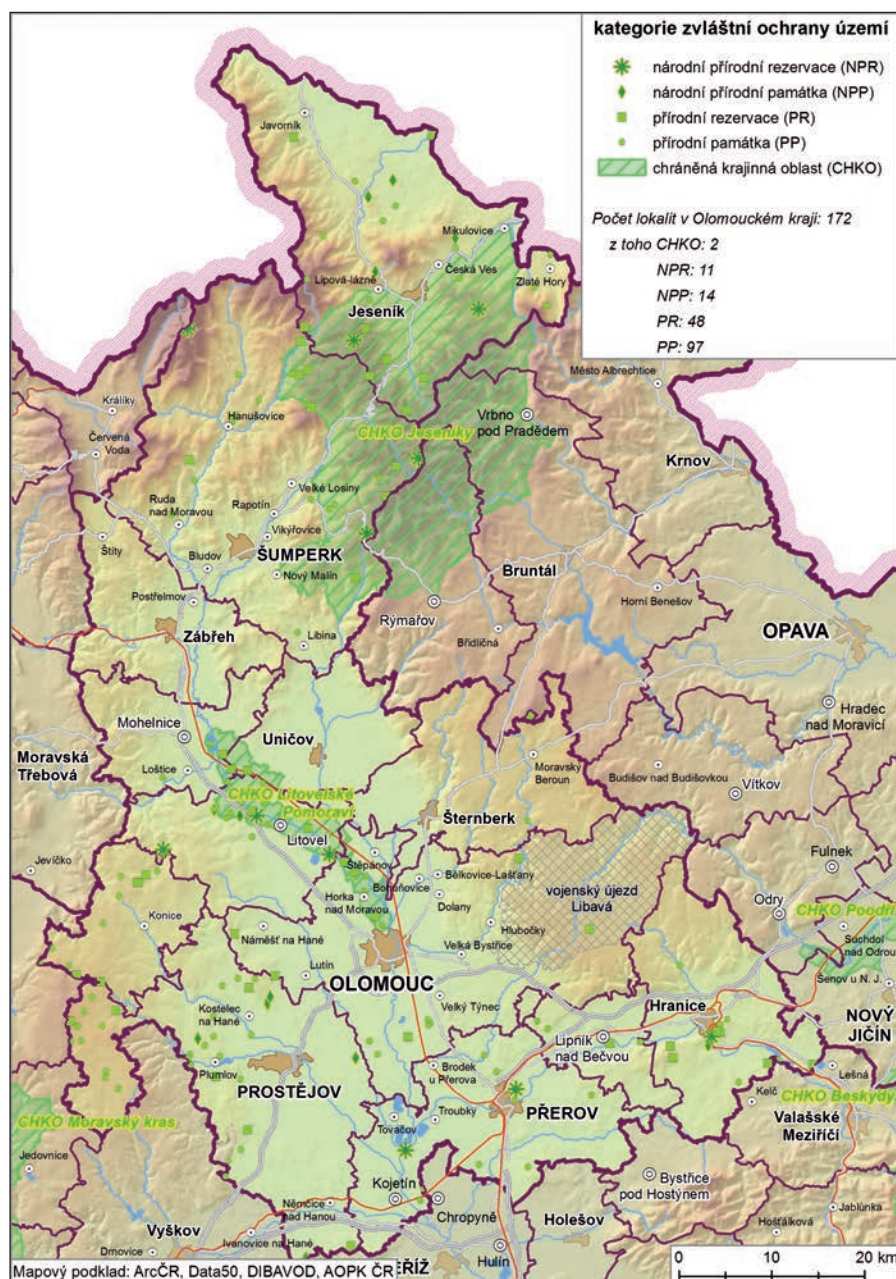 kategorie zvláštní ochrany území
národní přírodní rezervace (NPR)
národní přírodní památka (NPP)
přírodní rezervace (PR)
přírodní památka (PP)
chráněná krajinná oblast (CHKO)
Počet lokalit v Olomouckém kraji: 172
z toho CHKO: 2
NPR: 11
NPP: 14
PR: 48
PP: 97
Javorník
Mikulovice
Česká Ves
Zlaté Hory
Lipová-lázně
Jeseník
Město Albrechtice
Králíky
Hanušovice
Vrbno
pod Pradědem
CHKO Jeseníky
Červená
Voda
Krnov
Velké Losiny
Ruda
nad Moravou
Rapotín
Vikýřovice
Štíty
Bludov
ŠUMPERK
Nový Malín
Bruntál
Postřelmov
Horní Benešov
Rýmařov
Zábřeh
Libina
Břidličná
OPAVA
Hradec
nad Moravicí
Mohelnice
Uničov
Moravská
Třebová
Loštice
Moravský
Beroun
Budišov nad Budišovkou
Vítkov
CHKO Litovelské
Pomoraví
Litovel
Šternberk
Štěpánov
Jevíčko
Bohuňovice
Bělkovice-Lašťany
Fulnek
vojenský újezd
Libavá
Horka
nad Moravou
Dolany
Odry
CHKO Poodří
Konice
Hlubočky
Suchdol
nad Odrou
Náměšť na Hané
Velká Bystřice
Lutín
OLOMOUC
Šenov u N. J.
Velký Týnec
Hranice
NOVÝ
JIČÍN
Kostelec
na Hané
Lipník
nad Bečvou
Plumlov
Brodek
u Přerova
Lešná
PROSTĚJOV
Kelč
CHKO Beskydy
Troubky
PŘEROV
CHKO Moravský kras
Tovačov
Valašské
Meziříčí
Jedovnice
Kojetín
Bystřice
pod Hostýnem
Němčice
nad Hanou
Chropyně
Holešov
Jablůnka
Vyškov
Ivanovice na Hané
Hošťálková
Drnovice
Hulín
0 10 20 km
Mapový podklad: ArcČR, Data50, DIBAVOD, AOPK ČR
ĚŘÍŽ